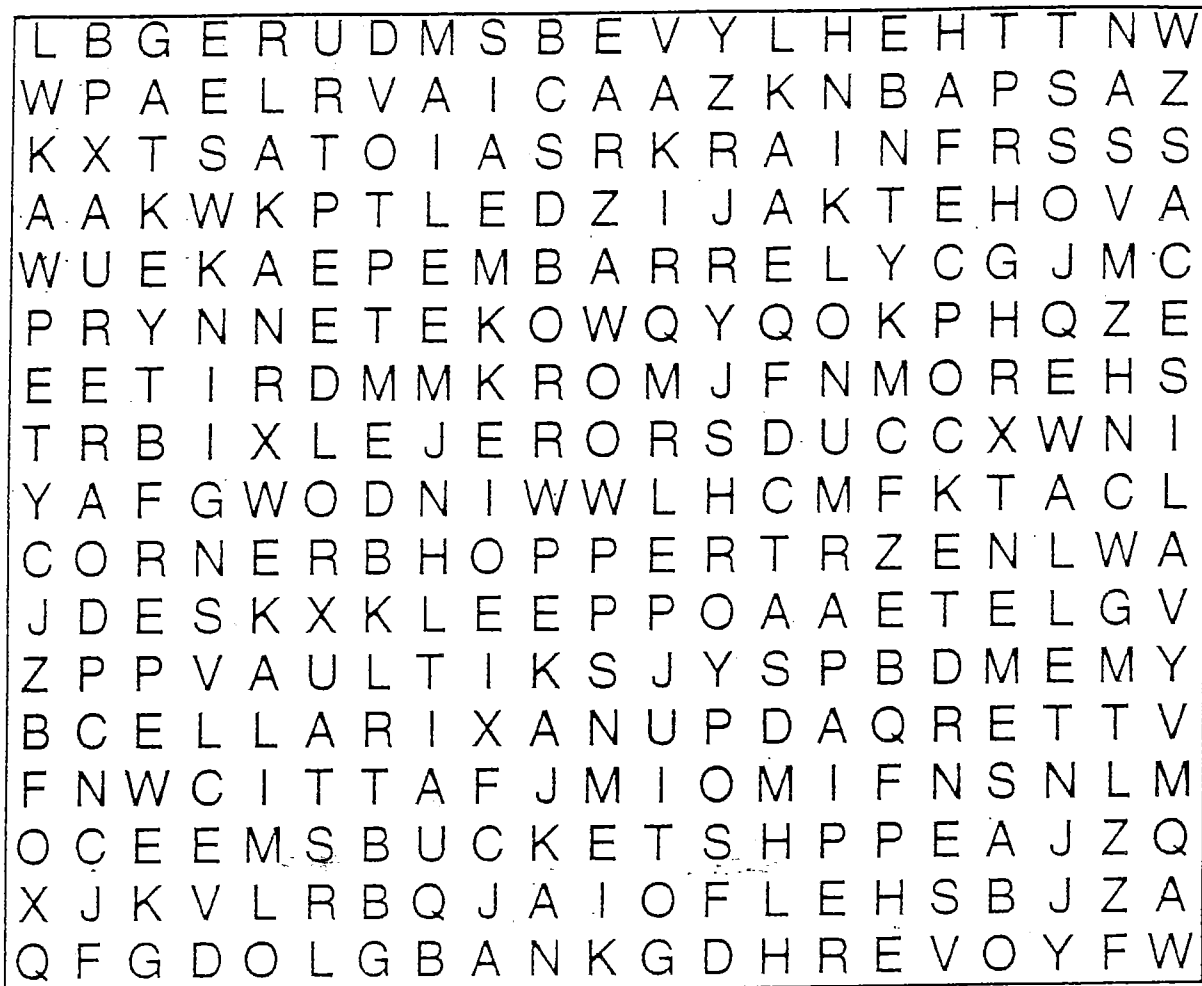 L B G E R U D M S B E V Y L H E H T T N W
W P A E L R V A I C A A Z K N B A P S A Z
K X T S A T O I A S R K R A I N F R S S S
A A K W K P T L E D Z I J A K T E H O V A
W U E K A E P E M B A R R E L Y C G J M C
P R Y N N E T E K O W Q Y Q O K P H Q Z E
E E T I R D M M K R O M J F N M O R E H S
T R B I X L E J E R O R S D U C C X W N I
Y A F G W O D N I W W L H C M F K T A C L
C O R N E R B H O P P E R T R Z E N L W A
J D E S K X K L E E P P O A A E T E L G V
Z P P V A U L T I K S J Y S P B D M E M Y
B C E L L A R I X A N U P D A Q R E T T V
F N W C I T T A F J M I O M I F N S N L M
O C E E M S B U C K E T S H P P E A J Z Q
X J K V L R B Q J A I O F L E H S B J Z A
Q F G D O L G B A N K G D H R E V O Y F W